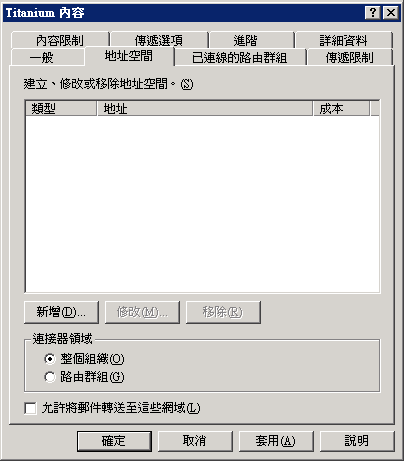 Titanium 內容
內容限制 傳遞選項 進階 詳細資料
一般 地址空間 已連線的路由群組 傳遞限制
建立、修改或移除地址空間。(S)
類型 地址 成本
新增(D)... 修改(M)... 移除(R)
連接器領域
整個組織(O)
路由群組(G)
允許將郵件轉送至這些網域(L)
確定 取消 套用(A) 說明